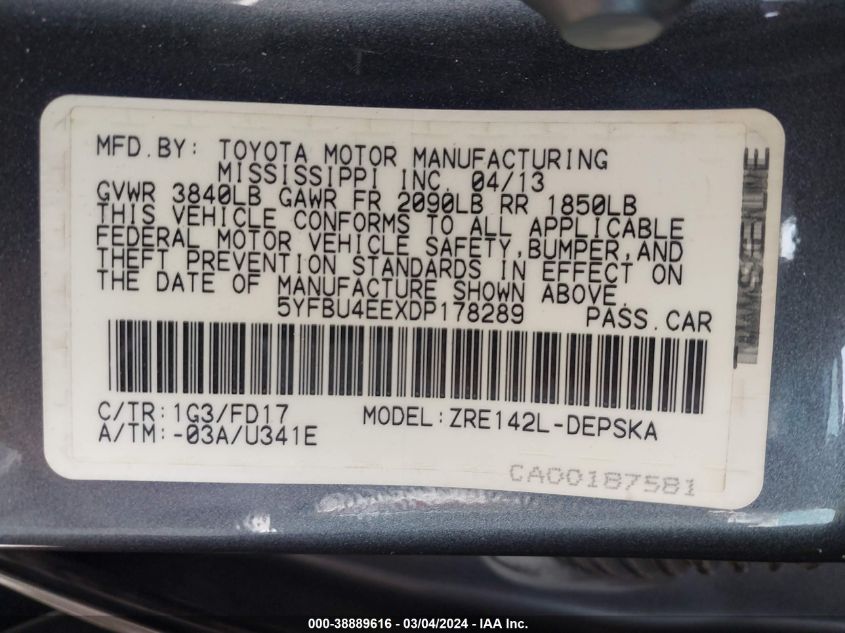 MFD.BY: TOYOTA MOTOR MANUFACTURING
MISSISSIPPI INC. 04/13
GVWR 3840LB GAWR FR 2090LB RR 1850LB
THIS VEHICLE CONFORMS TO ALL APPLICABLE
FEDERAL MOTOR VEHICLE SAFETY,BUMPER,AND
THEFT PREVENTION STANDARDS IN EFFECT ON
THE DATE OF MANUFACTURE SHOWN ABOVE.
5YFBU4EEXDP178289 PASS.CAR
C/TR:1G3/FD17 MODEL:ZRE142L-DEPSKA
A/TM:-03A/U341E
CA00187581
000-38889616 - 03/04/2024 - IAA Inc.